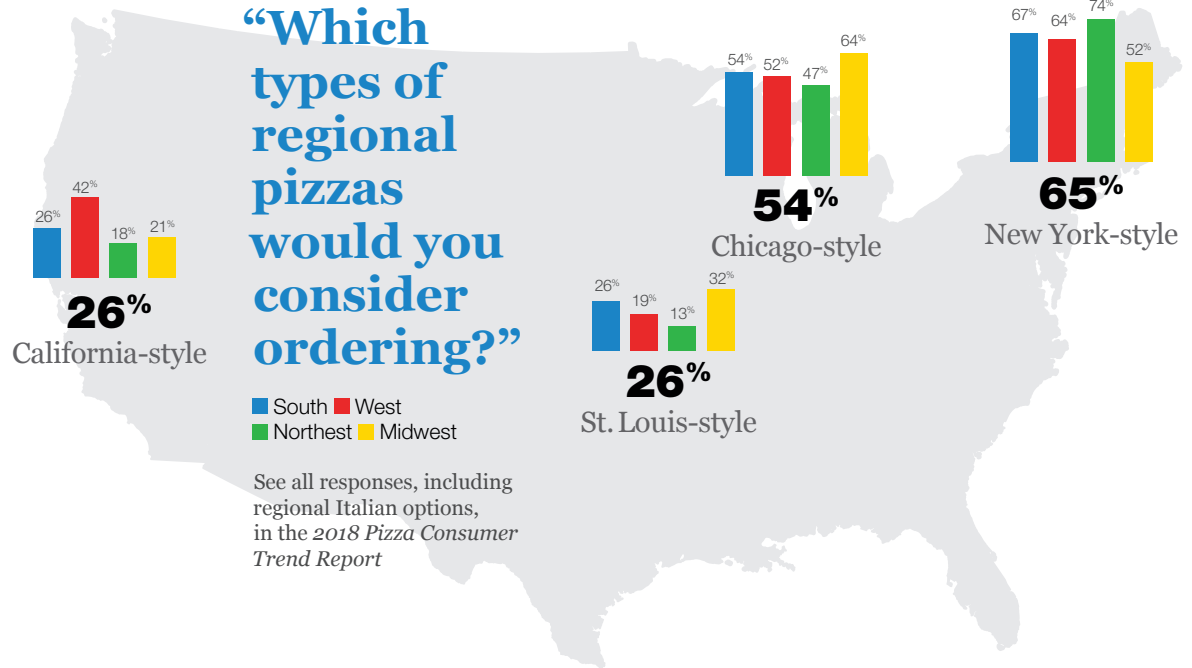 “Which
types of
regional
pizzas
would you
consider
ordering?”
South West
Northest Midwest
See all responses, including
regional Italian options,
in the 2018 Pizza Consumer
Trend Report
26% 42% 18% 21%
26%
California-style
26% 19% 13% 32%
26%
St. Louis-style
54% 52% 47% 64%
54%
Chicago-style
67% 64% 74% 52%
65%
New York-style